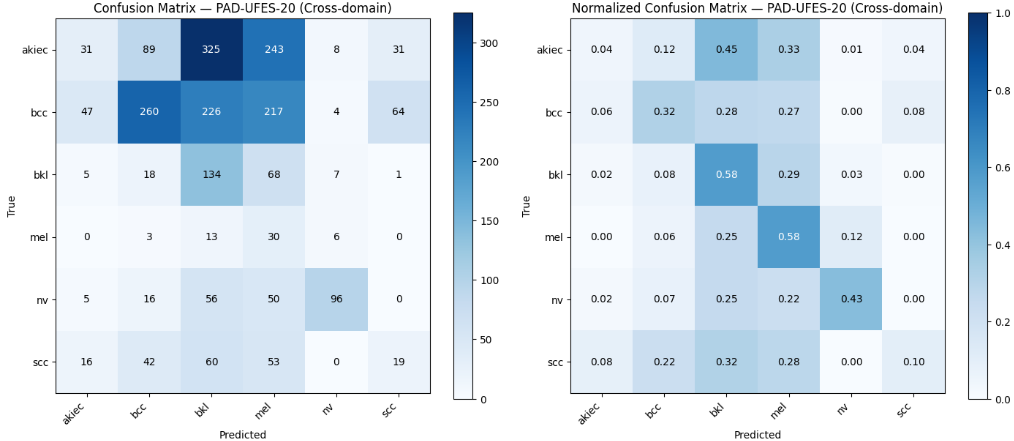 Confusion Matrix — PAD-UFES-20 (Cross-domain)
akiec 31 89 325 243 8 31
bcc 47 260 226 217 4 64
bkl 5 18 134 68 7 1
mel 0 3 13 30 6 0
nv 5 16 56 50 96 0
scc 16 42 60 53 0 19
akiec bcc bkl mel nv scc
Predicted
True
300
250
200
150
100
50
0
Normalized Confusion Matrix — PAD-UFES-20 (Cross-domain)
akiec 0.04 0.12 0.45 0.33 0.01 0.04
bcc 0.06 0.32 0.28 0.27 0.00 0.08
bkl 0.02 0.08 0.58 0.29 0.03 0.00
mel 0.00 0.06 0.25 0.58 0.12 0.00
nv 0.02 0.07 0.25 0.22 0.43 0.00
scc 0.08 0.22 0.32 0.28 0.00 0.10
akiec bcc bkl mel nv scc
Predicted
True
1.0
0.8
0.6
0.4
0.2
0.0